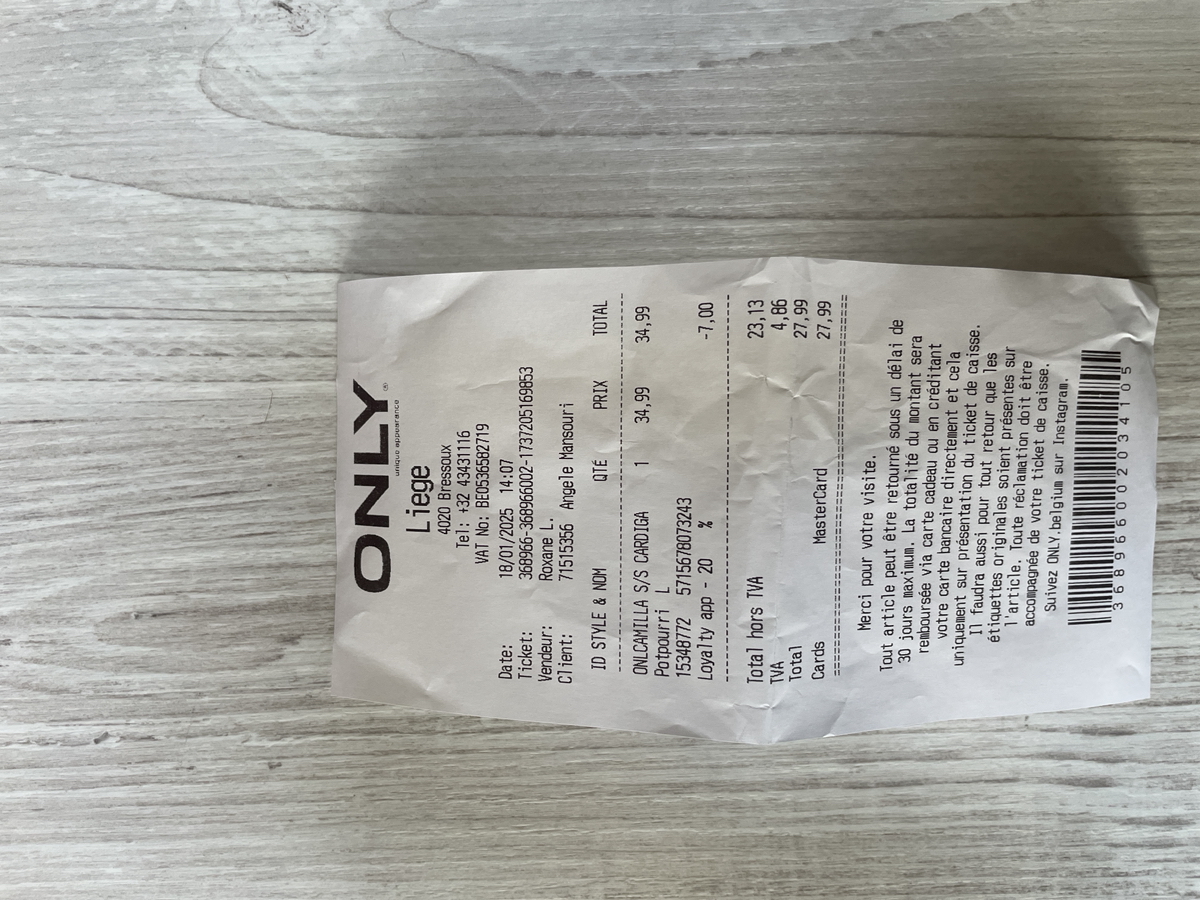 ONLY®
unique appearance
Liege
4020 Bressoux
Tel: +32 43431116
VAT No: BE0536582719
Date: 18/01/2025 14:07
Ticket: 368966-368966002-1737205169853
Vendeur: Roxane L.
Client: 71515356 Angele Mansouri
ID STYLE & NOM QTÉ PRIX TOTAL
ONLCAMILLA S/S CARDIGA 1 34,99 34,99
Potpourri L
15348772 5715678073243
Loyalty app - 20 % -7,00
Total hors TVA 23,13
TVA 4,86
Total 27,99
Cards MasterCard 27,99
Merci pour votre visite.
Tout article peut être retourné sous un délai de
30 jours maximum. La totalité du montant sera
remboursée via carte cadeau ou en créditant
votre carte bancaire directement et cela
uniquement sur présentation du ticket de caisse.
Il faudra aussi pour tout retour que les
étiquettes originales soient présentes sur
l'article. Toute réclamation doit être
accompagnée de votre ticket de caisse.
Suivez ONLY.belgium sur Instagram.
368966002034105